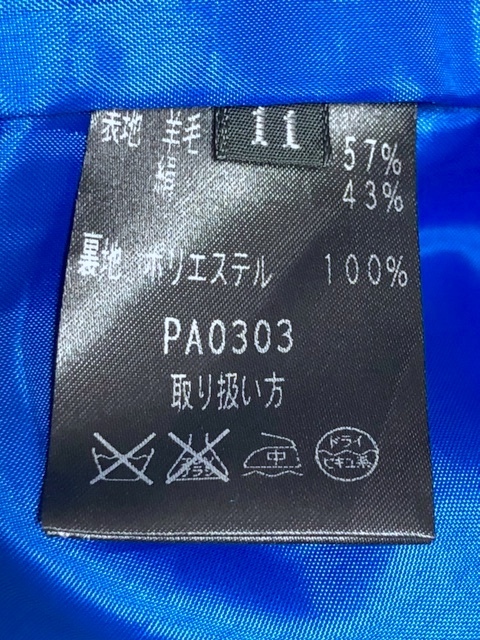 11
表地 羊毛 57%
絹 43%
裏地 ポリエステル 100%
PA0303
取り扱い方
中
ドライ
セキユ系